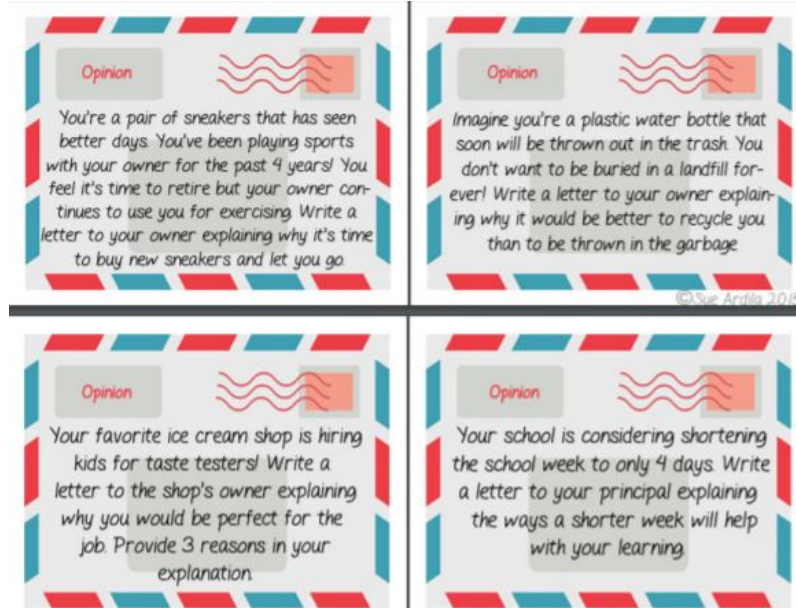 Opinion
You're a pair of sneakers that has seen
better days. You've been playing sports
with your owner for the past 4 years! You
feel it's time to retire but your owner con-
tinues to use you for exercising. Write a
letter to your owner explaining why it's time
to buy new sneakers and let you go.
Opinion
Imagine you're a plastic water bottle that
soon will be thrown out in the trash. You
don't want to be buried in a landfill for-
ever! Write a letter to your owner explain-
ing why it would be better to recycle you
than to be thrown in the garbage
©Sue Ardila 2015
Opinion
Your favorite ice cream shop is hiring
kids for taste testers! Write a
letter to the shop's owner explaining
why you would be perfect for the
job. Provide 3 reasons in your
explanation.
Opinion
Your school is considering shortening
the school week to only 4 days. Write
a letter to your principal explaining
the ways a shorter week will help
with your learning.